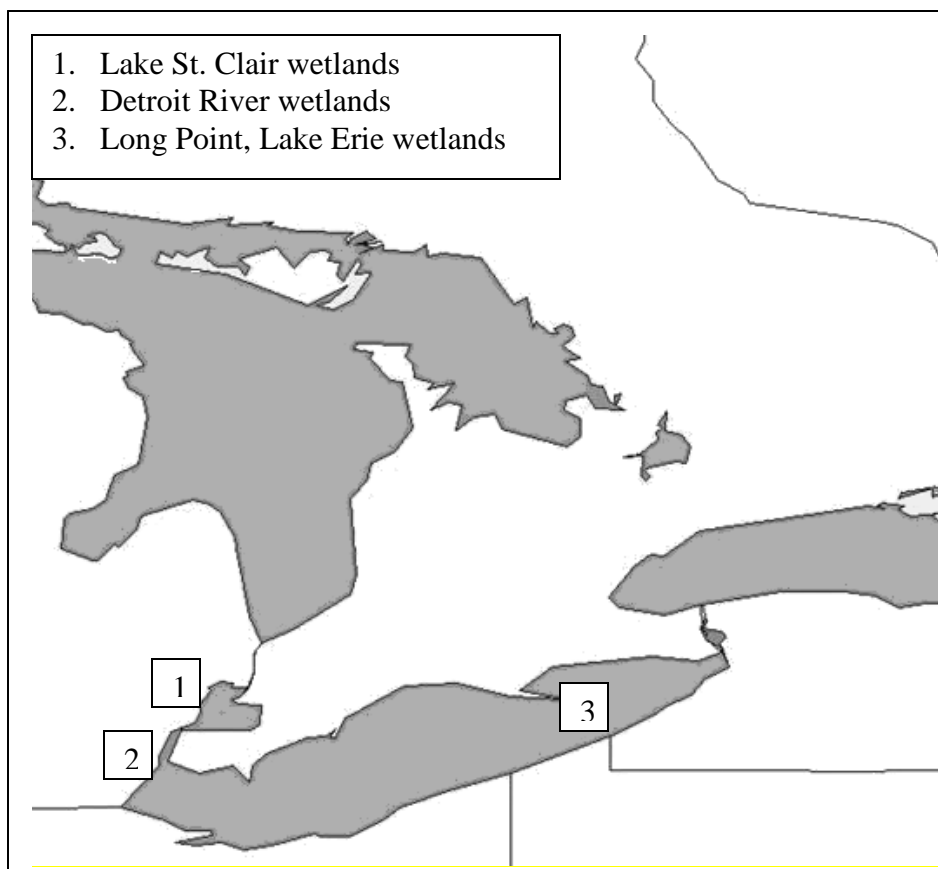 1. Lake St. Clair wetlands
2. Detroit River wetlands
3. Long Point, Lake Erie wetlands
1
3
2